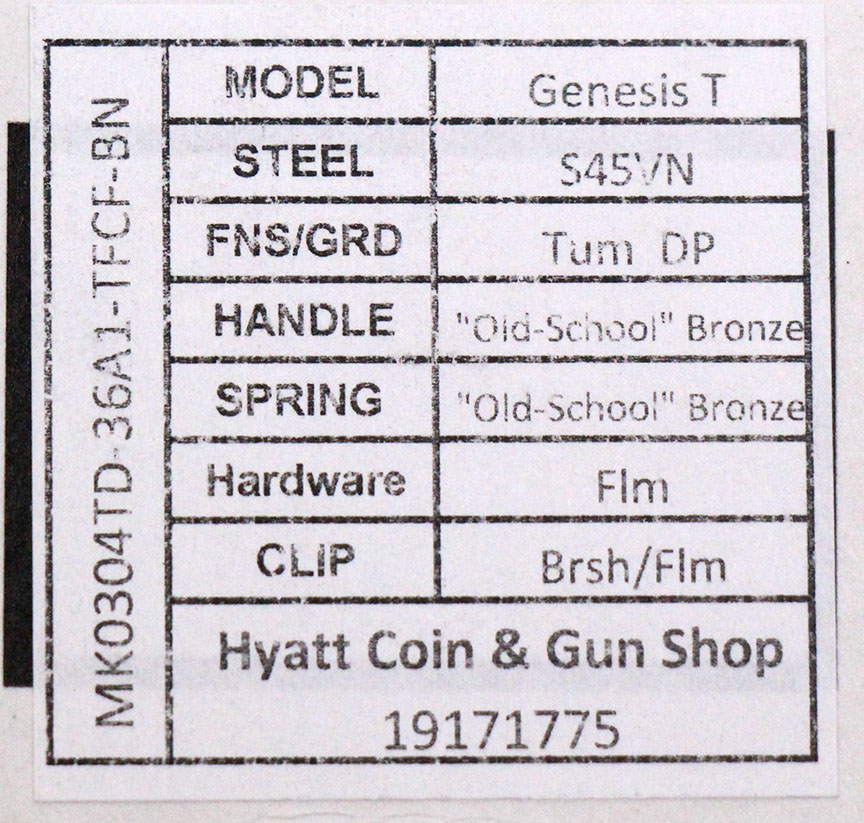 MK0304TD-36A1-TFCF-BN
MODEL Genesis T
STEEL S45VN
FNS/GRD Tum DP
HANDLE "Old-School" Bronze
SPRING "Old-School" Bronze
Hardware Flm
CLIP Brsh/Flm
Hyatt Coin & Gun Shop
19171775